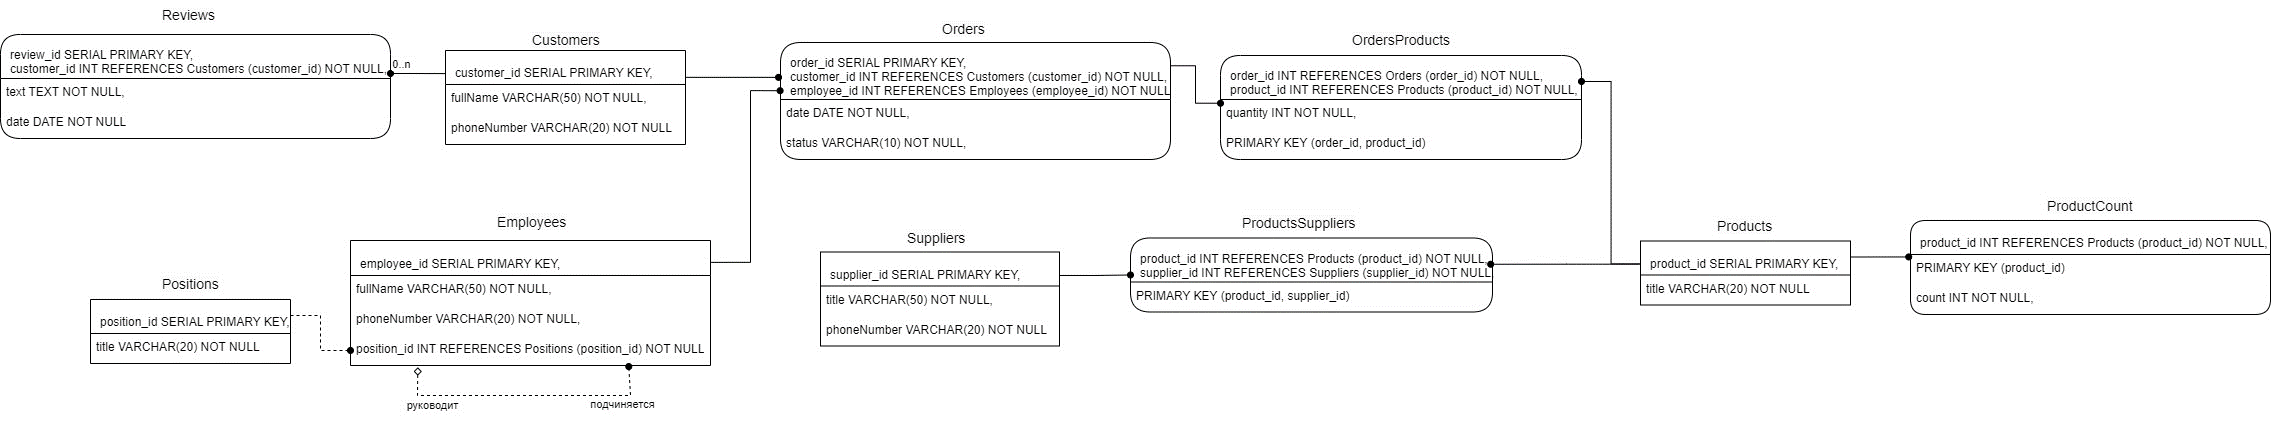 Reviews
review_id SERIAL PRIMARY KEY,
customer_id INT REFERENCES Customers (customer_id) NOT NULL,
text TEXT NOT NULL,
date DATE NOT NULL
0..n
Customers
customer_id SERIAL PRIMARY KEY,
fullName VARCHAR(50) NOT NULL,
phoneNumber VARCHAR(20) NOT NULL
Orders
order_id SERIAL PRIMARY KEY,
customer_id INT REFERENCES Customers (customer_id) NOT NULL,
employee_id INT REFERENCES Employees (employee_id) NOT NULL
date DATE NOT NULL,
status VARCHAR(10) NOT NULL,
OrdersProducts
order_id INT REFERENCES Orders (order_id) NOT NULL,
product_id INT REFERENCES Products (product_id) NOT NULL,
quantity INT NOT NULL,
PRIMARY KEY (order_id, product_id)
Positions
position_id SERIAL PRIMARY KEY,
title VARCHAR(20) NOT NULL
Employees
employee_id SERIAL PRIMARY KEY,
fullName VARCHAR(50) NOT NULL,
phoneNumber VARCHAR(20) NOT NULL,
position_id INT REFERENCES Positions (position_id) NOT NULL
руководит
подчиняется
Suppliers
supplier_id SERIAL PRIMARY KEY,
title VARCHAR(50) NOT NULL,
phoneNumber VARCHAR(20) NOT NULL
ProductsSuppliers
product_id INT REFERENCES Products (product_id) NOT NULL,
supplier_id INT REFERENCES Suppliers (supplier_id) NOT NULL
PRIMARY KEY (product_id, supplier_id)
Products
product_id SERIAL PRIMARY KEY,
title VARCHAR(20) NOT NULL
ProductCount
product_id INT REFERENCES Products (product_id) NOT NULL,
PRIMARY KEY (product_id)
count INT NOT NULL,